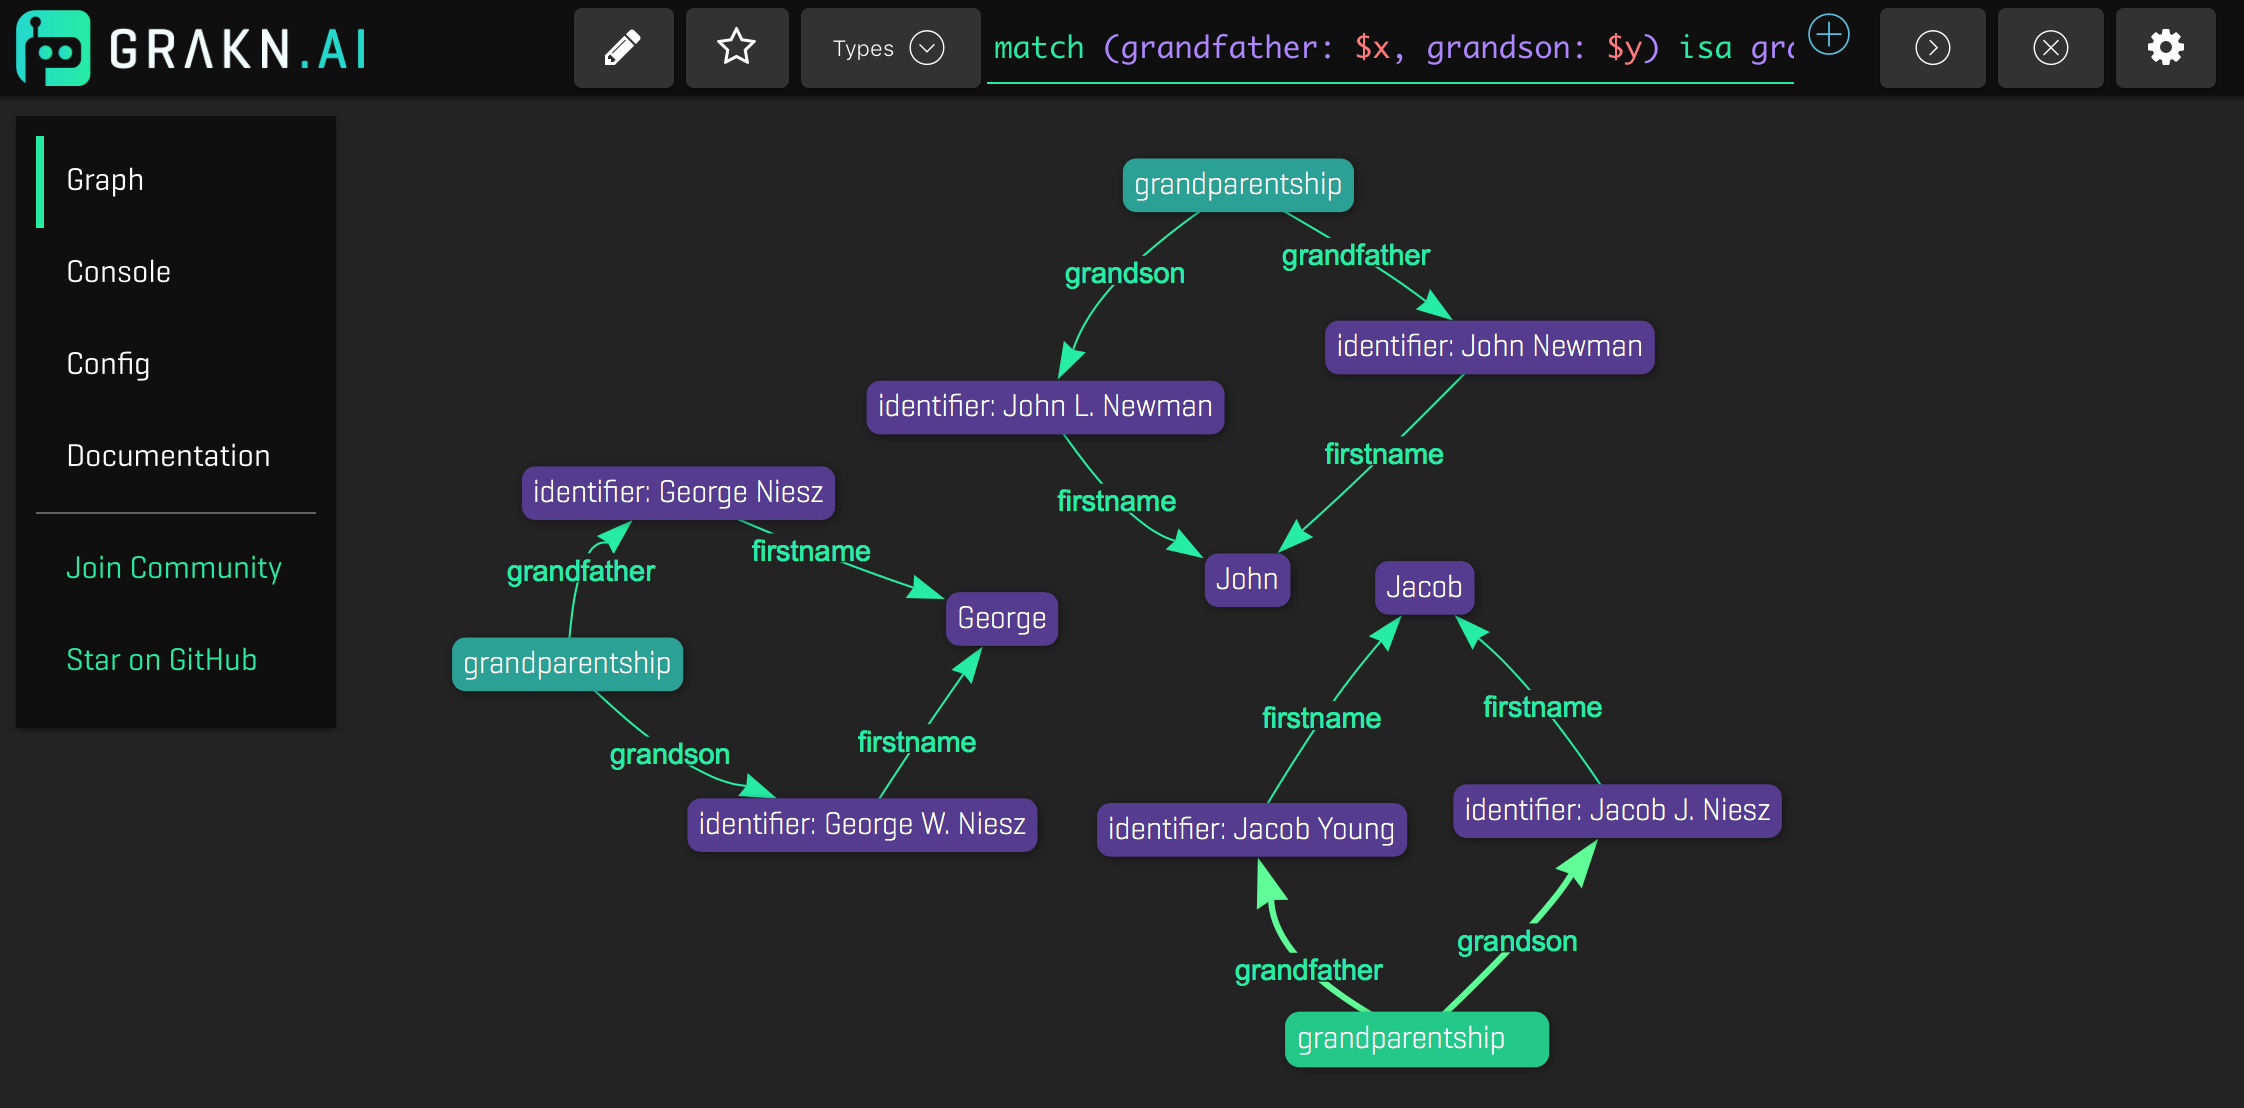 GRAKN.AI
Types
match (grandfather: $x, grandson: $y) isa
Graph
Console
Config
Documentation
Join Community
Star on GitHub
grandparentship
grandson
grandfather
identifier: John Newman
identifier: John L. Newman
firstname
firstname
John
identifier: George Niesz
firstname
grandfather
George
grandparentship
grandson
firstname
identifier: George W. Niesz
Jacob
firstname
firstname
identifier: Jacob Young
identifier: Jacob J. Niesz
grandfather
grandson
grandparentship